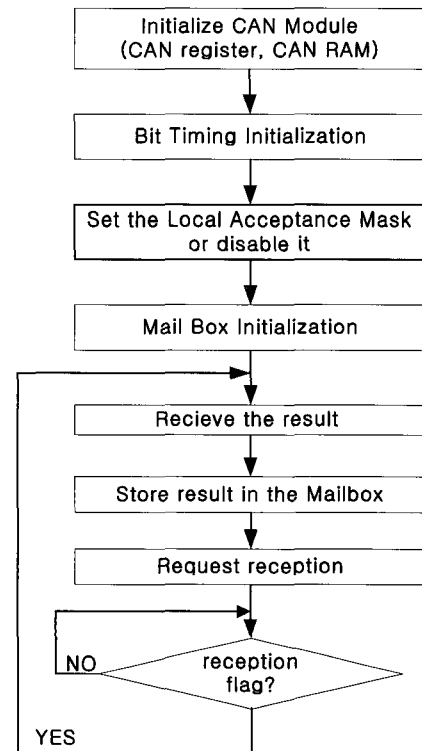 Initialize CAN Module
(CAN register, CAN RAM)
Bit Timing Initialization
Set the Local Acceptance Mask
or disable it
Mail Box Initialization
Recieve the result
Store result in the Mailbox
Request reception
reception
flag?
NO
YES